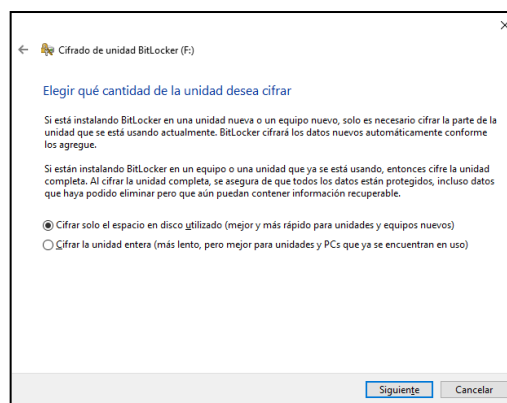 Cifrado de unidad BitLocker (F:)
Elegir qué cantidad de la unidad desea cifrar
Si está instalando BitLocker en una unidad nueva o un equipo nuevo, solo es necesario cifrar la parte de la
unidad que se está usando actualmente. BitLocker cifrará los datos nuevos automáticamente conforme
los agregue.
Si están instalando BitLocker en un equipo o una unidad que ya se está usando, entonces cifre la unidad
completa. Al cifrar la unidad completa, se asegura de que todos los datos están protegidos, incluso datos
que haya podido eliminar pero que aún puedan contener información recuperable.
Cifrar solo el espacio en disco utilizado (mejor y más rápido para unidades y equipos nuevos)
Cifrar la unidad entera (más lento, pero mejor para unidades y PCs que ya se encuentran en uso)
Siguiente Cancelar